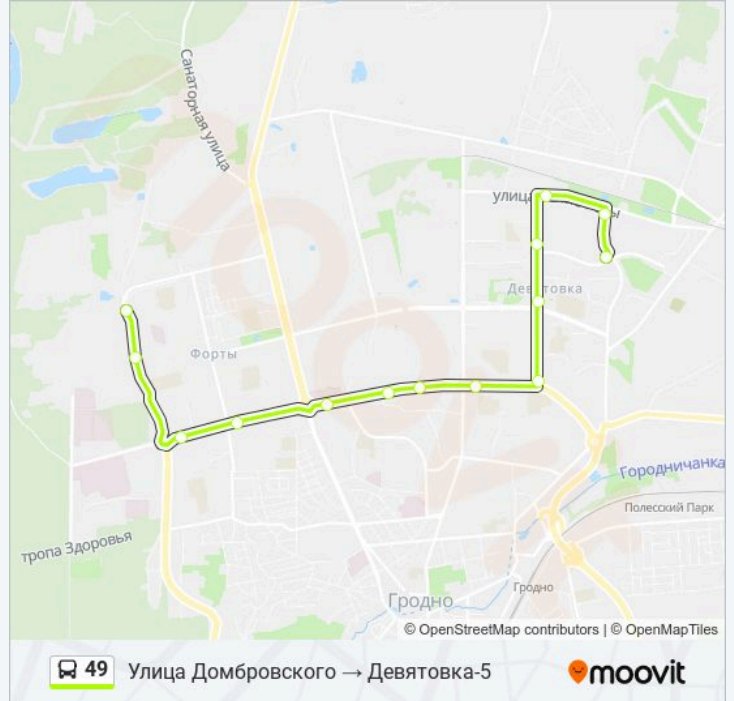 Санаторная улица
улица
ы
Девятовка
Форты
Городничанка
Полесский Парк
тропа Здоровья
Гродно
Гродно
© OpenStreetMap contributors | © OpenMapTiles
49 Улица Домбровского → Девятовка-5
moovit